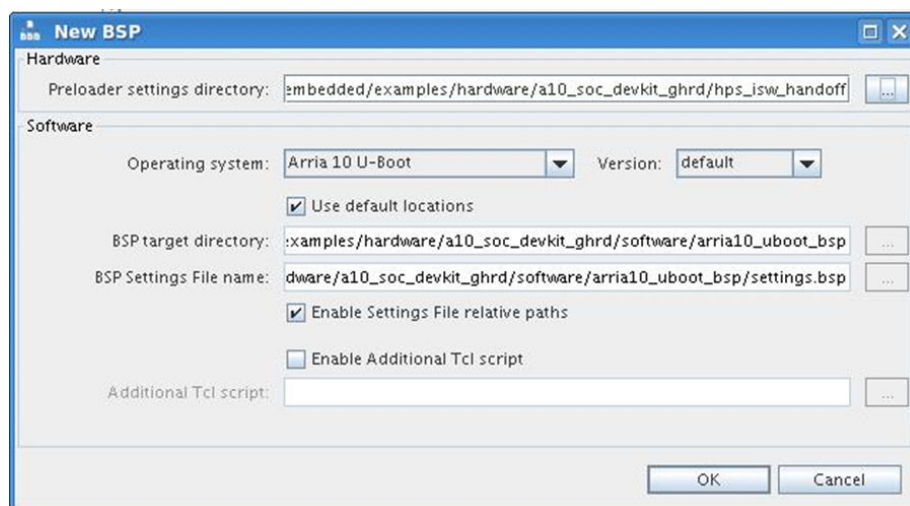 New BSP
Hardware
Preloader settings directory: embedded/examples/hardware/a10_soc_devkit_ghrd/hps_isw_handoff ...
Software
Operating system: Arria 10 U-Boot Version: default
Use default locations
BSP target directory: examples/hardware/a10_soc_devkit_ghrd/software/arria10_uboot_bsp ...
BSP Settings File name: dware/a10_soc_devkit_ghrd/software/arria10_uboot_bsp/settings.bsp ...
Enable Settings File relative paths
Enable Additional Tcl script
Additional Tcl script: ...
OK Cancel